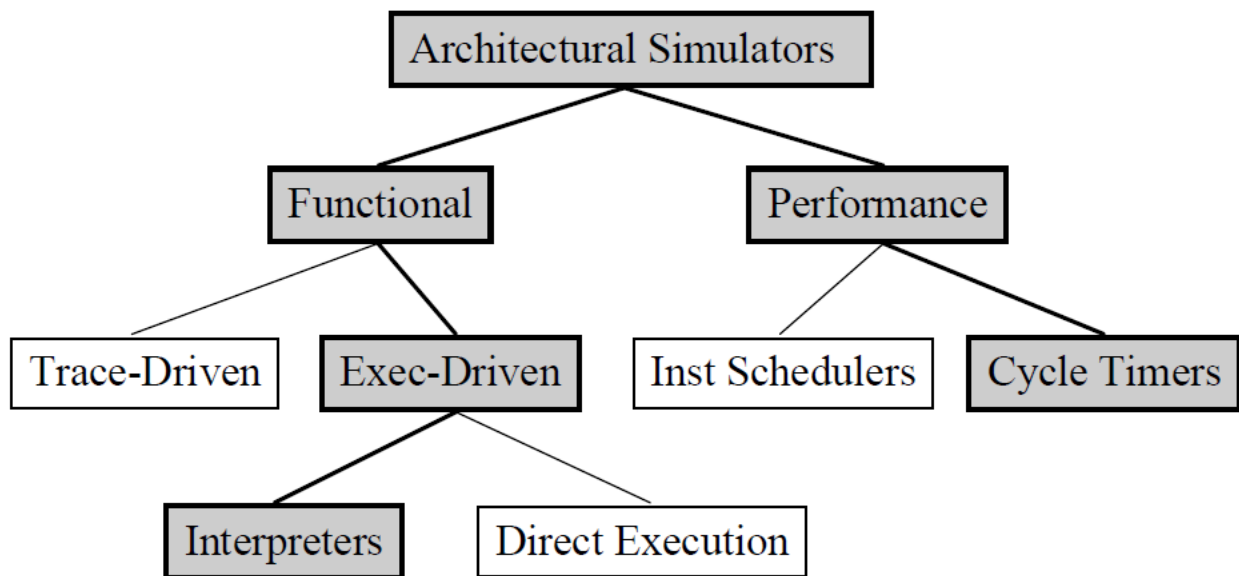 Architectural Simulators
Functional
Performance
Trace-Driven
Exec-Driven
Inst Schedulers
Cycle Timers
Interpreters
Direct Execution